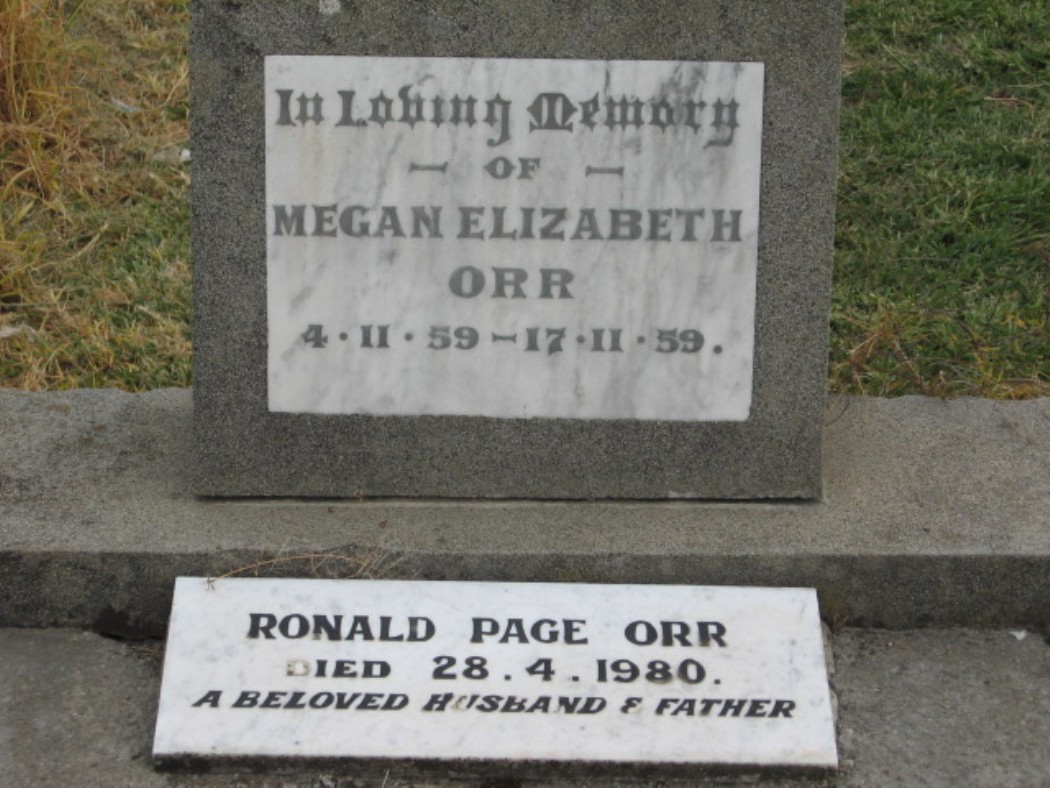 In Loving Memory
— OF —
MEGAN ELIZABETH
ORR
4·11·59–17·11·59.
RONALD PAGE ORR
DIED 28.4.1980.
A BELOVED HUSBAND & FATHER